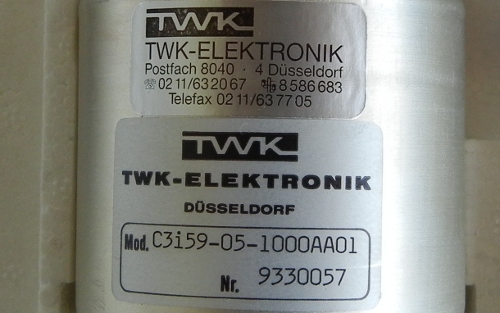 TWK
TWK-ELEKTRONIK
Postfach 8040 · 4 Düsseldorf
☏ 02 11/63 20 67 8 586 683
Telefax 02 11/63 77 05
TWK
TWK-ELEKTRONIK
DÜSSELDORF
Mod. C3i59-05-1000AA01
Nr. 9330057